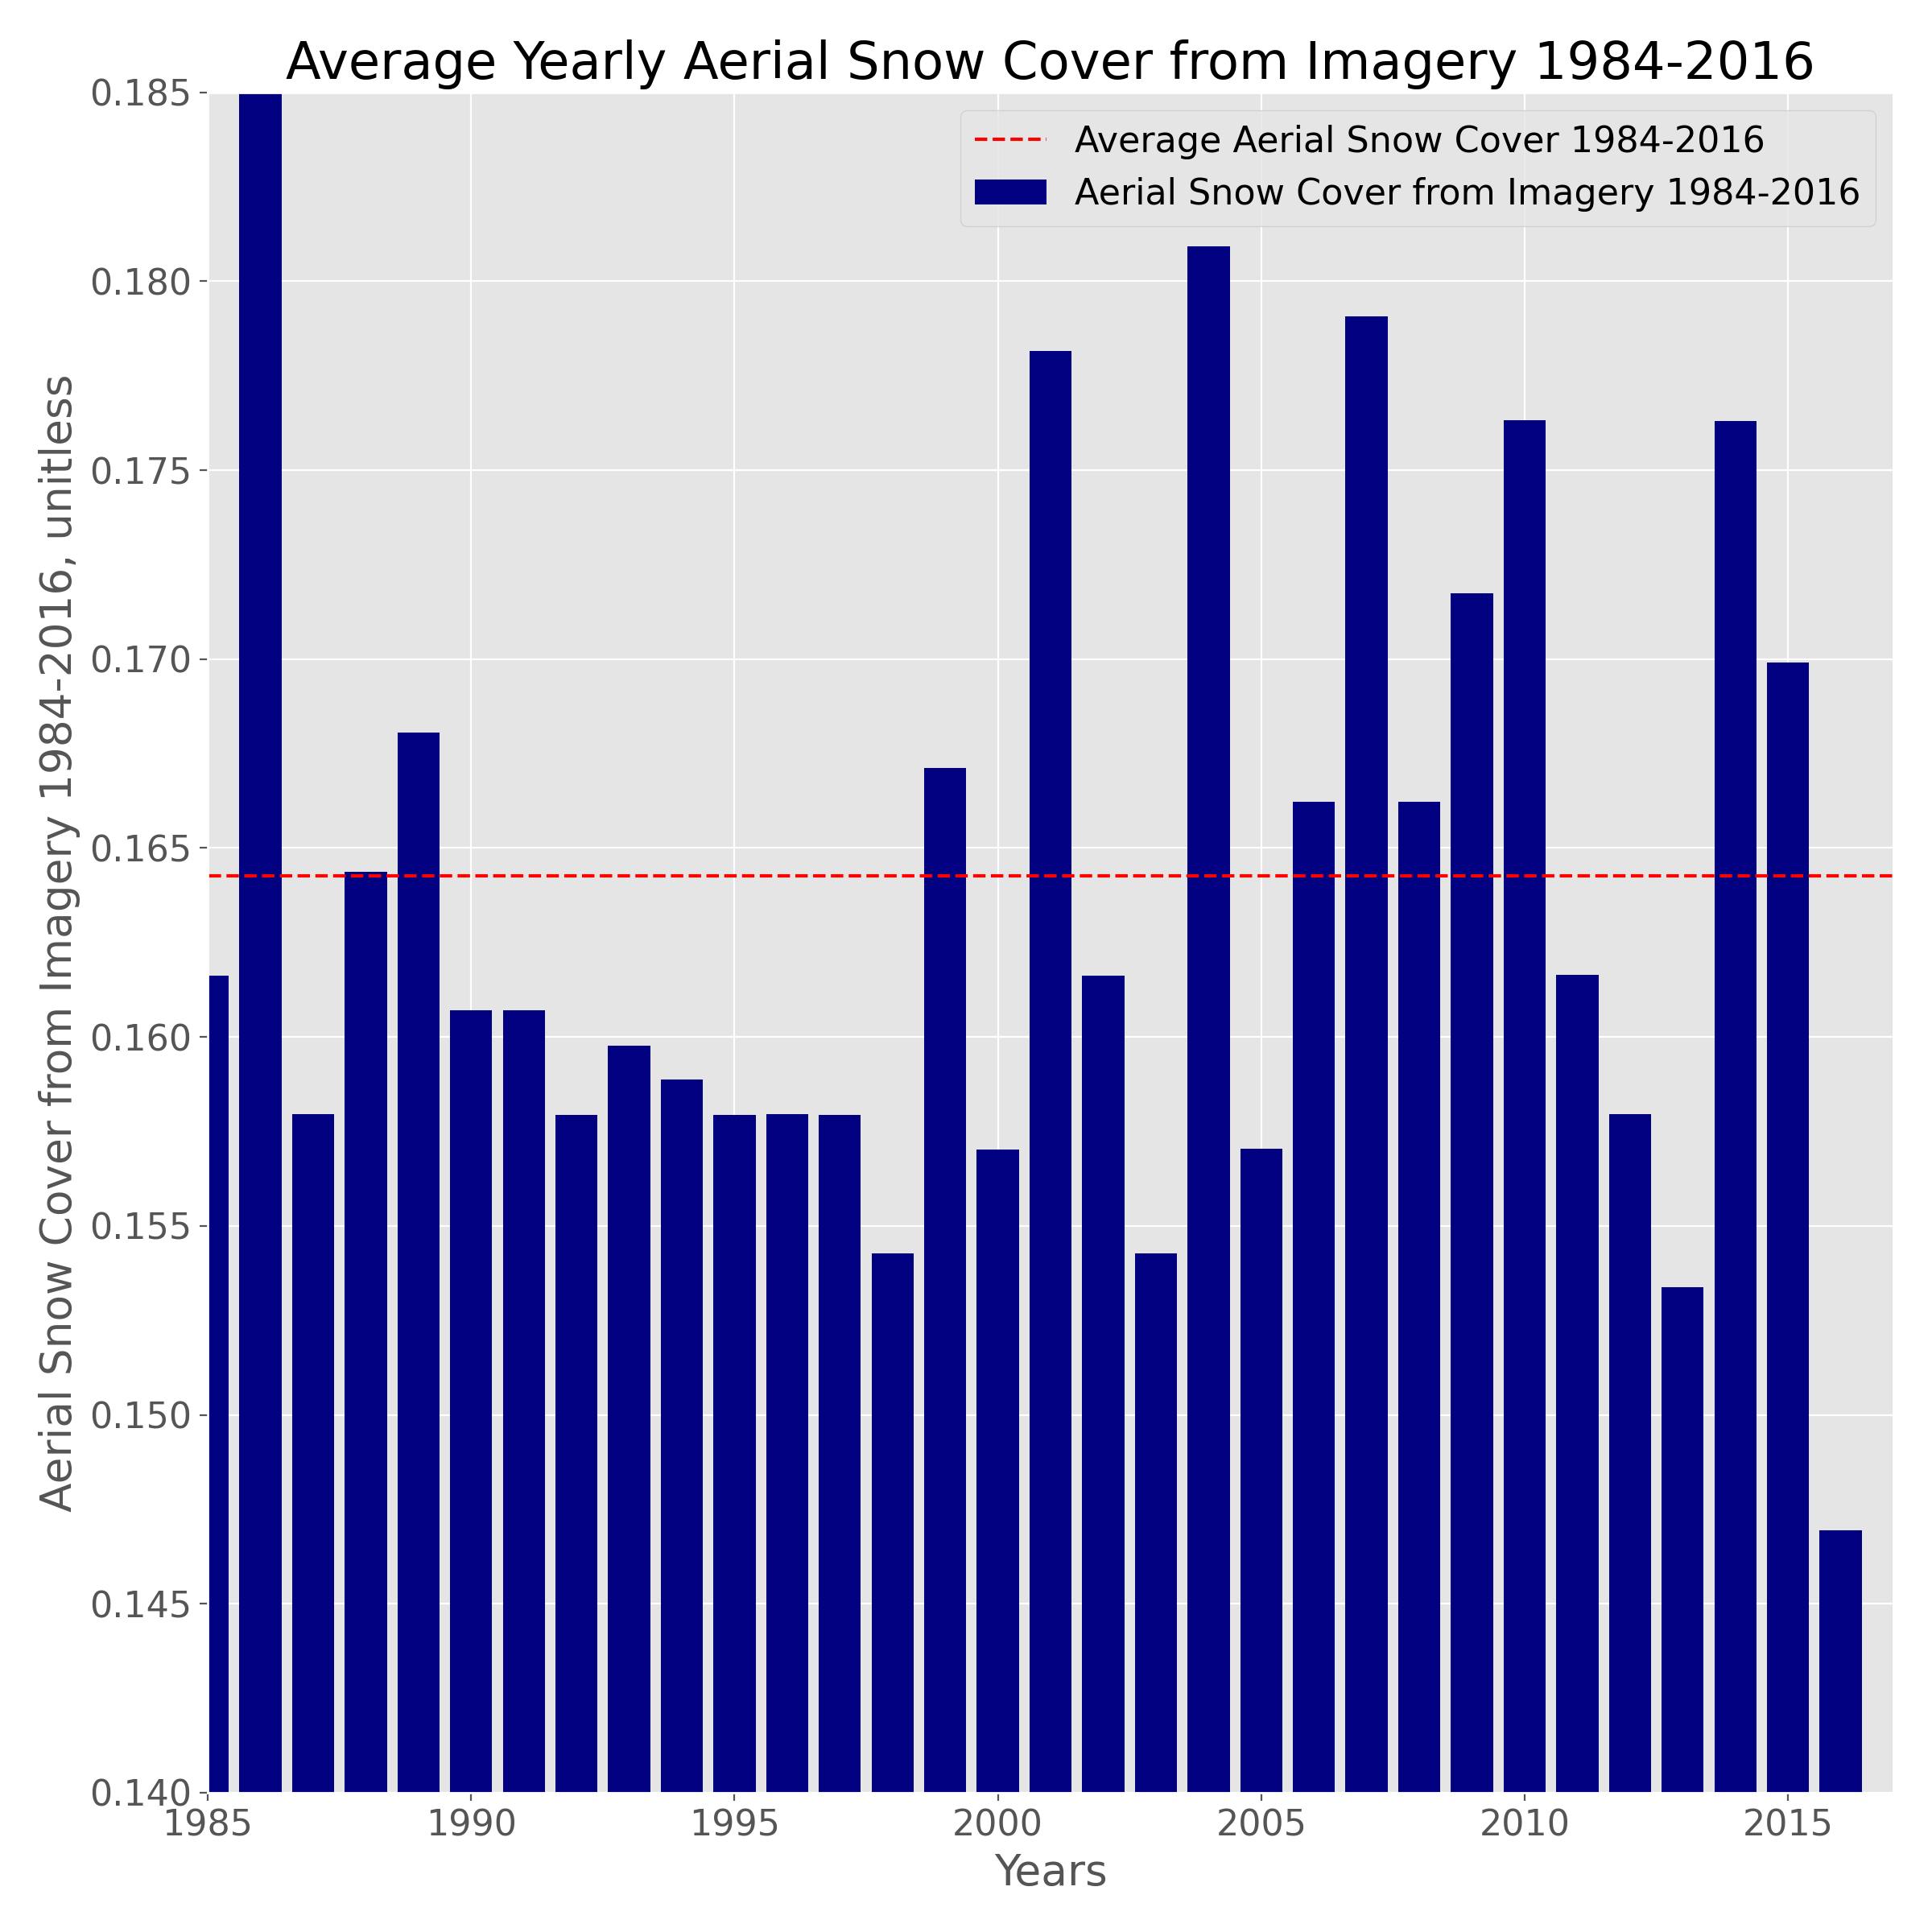 Average Yearly Aerial Snow Cover from Imagery 1984-2016
Average Aerial Snow Cover 1984-2016
Aerial Snow Cover from Imagery 1984-2016
Aerial Snow Cover from Imagery 1984-2016, unitless
0.185
0.180
0.175
0.170
0.165
0.160
0.155
0.150
0.145
0.140
1985 1990 1995 2000 2005 2010 2015
Years